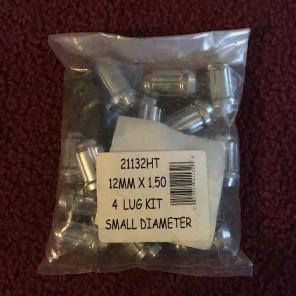 21132HT
12MM X 1.50
4 LUG KIT
SMALL DIAMETER